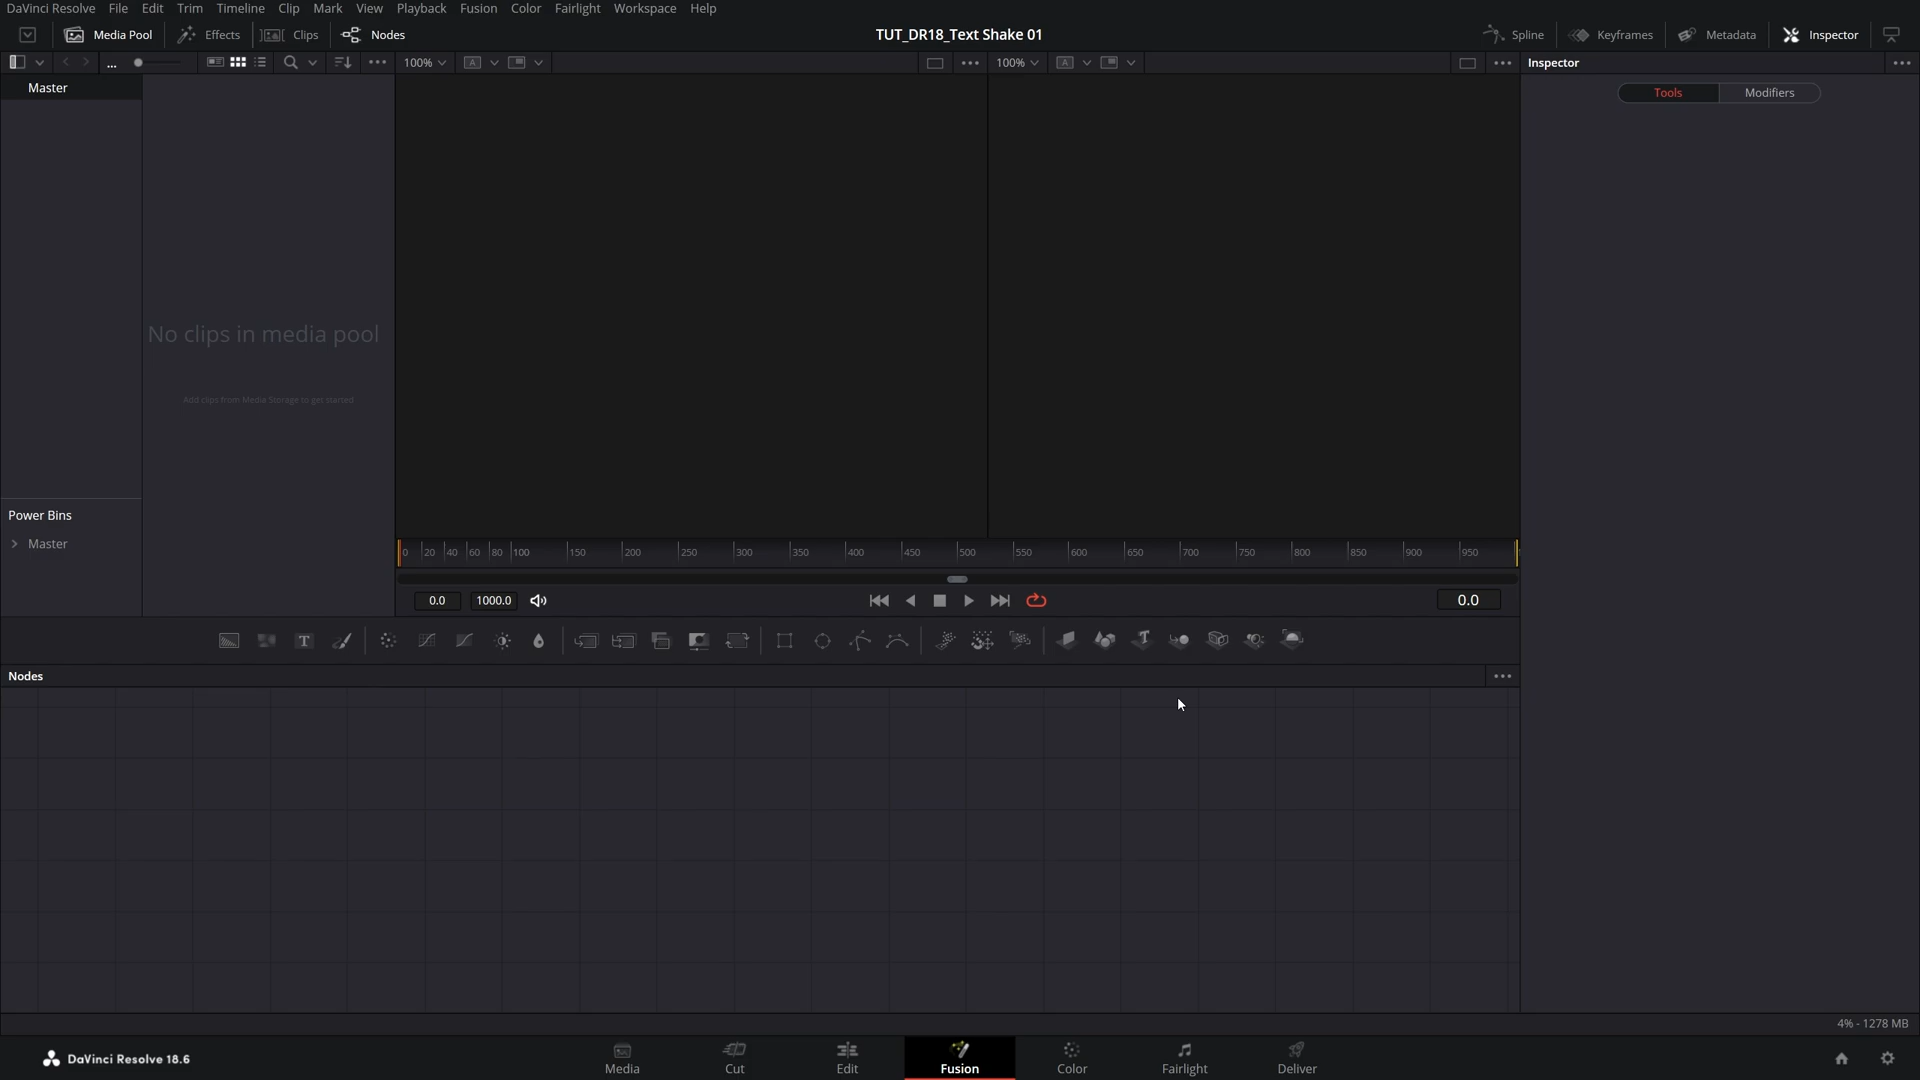 DaVinci Resolve File Edit Trim Timeline Clip Mark View Playback Fusion Color Fairlight Workspace Help
Media Pool Effects Clips Nodes TUT_DR18_Text Shake 01 Spline Keyframes Metadata Inspector
... 100% A 100% A Inspector
Master
Tools Modifiers
No clips in media pool
Add clips from Media Storage to get started
Power Bins
Master
0 20 40 60 80 100 150 200 250 300 350 400 450 500 550 600 650 700 750 800 850 900 950
0.0 1000.0 0.0
T
Nodes
4% - 1278 MB
DaVinci Resolve 18.6
Media Cut Edit Fusion Color Fairlight Deliver